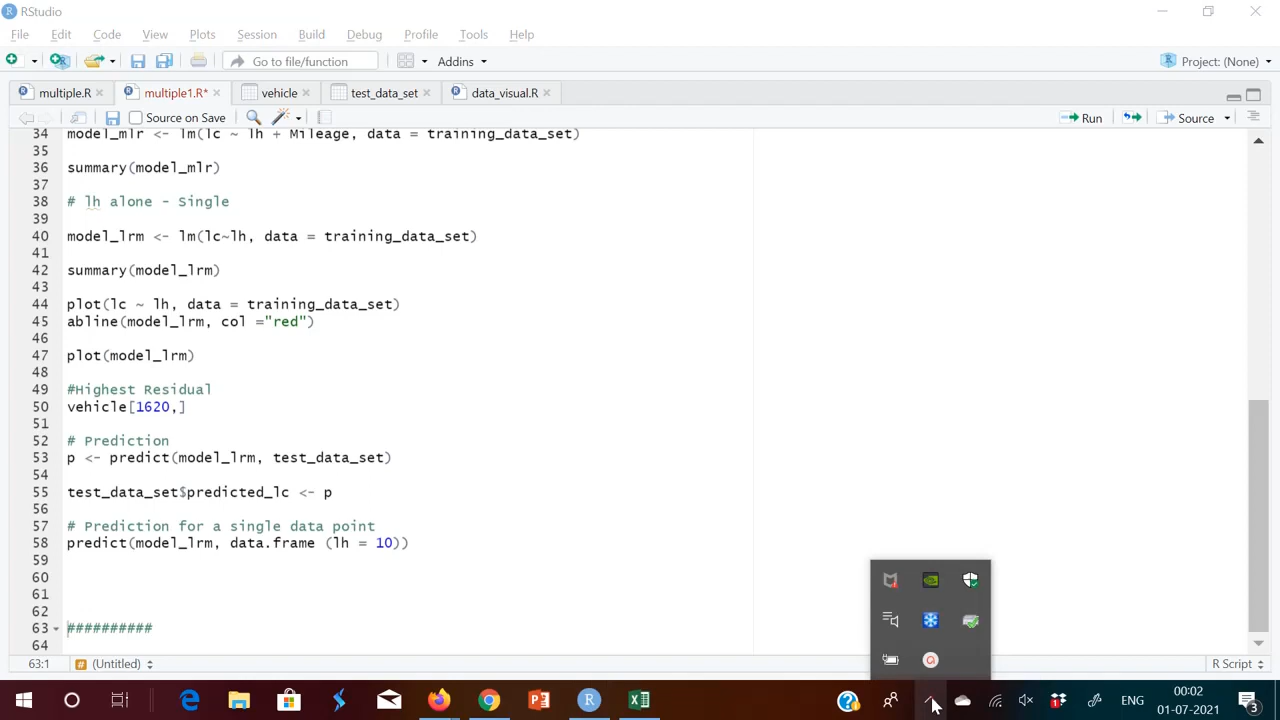 RStudio
File Edit Code View Plots Session Build Debug Profile Tools Help
Go to file/function Addins Project: (None)
multiple.R multiple1.R* vehicle test_data_set data_visual.R
Source on Save Run Source
34 model_mlr <- lm(lc ~ lh + Mileage, data = training_data_set)
35
36 summary(model_mlr)
37
38 # lh alone - Single
39
40 model_lrm <- lm(lc~lh, data = training_data_set)
41
42 summary(model_lrm)
43
44 plot(lc ~ lh, data = training_data_set)
45 abline(model_lrm, col ="red")
46
47 plot(model_lrm)
48
49 #Highest Residual
50 vehicle[1620,]
51
52 # Prediction
53 p <- predict(model_lrm, test_data_set)
54
55 test_data_set$predicted_lc <- p
56
57 # Prediction for a single data point
58 predict(model_lrm, data.frame (lh = 10))
59
60
61
62
63 ##########
64
63:1 # (Untitled) R Script
ENG 00:02
01-07-2021